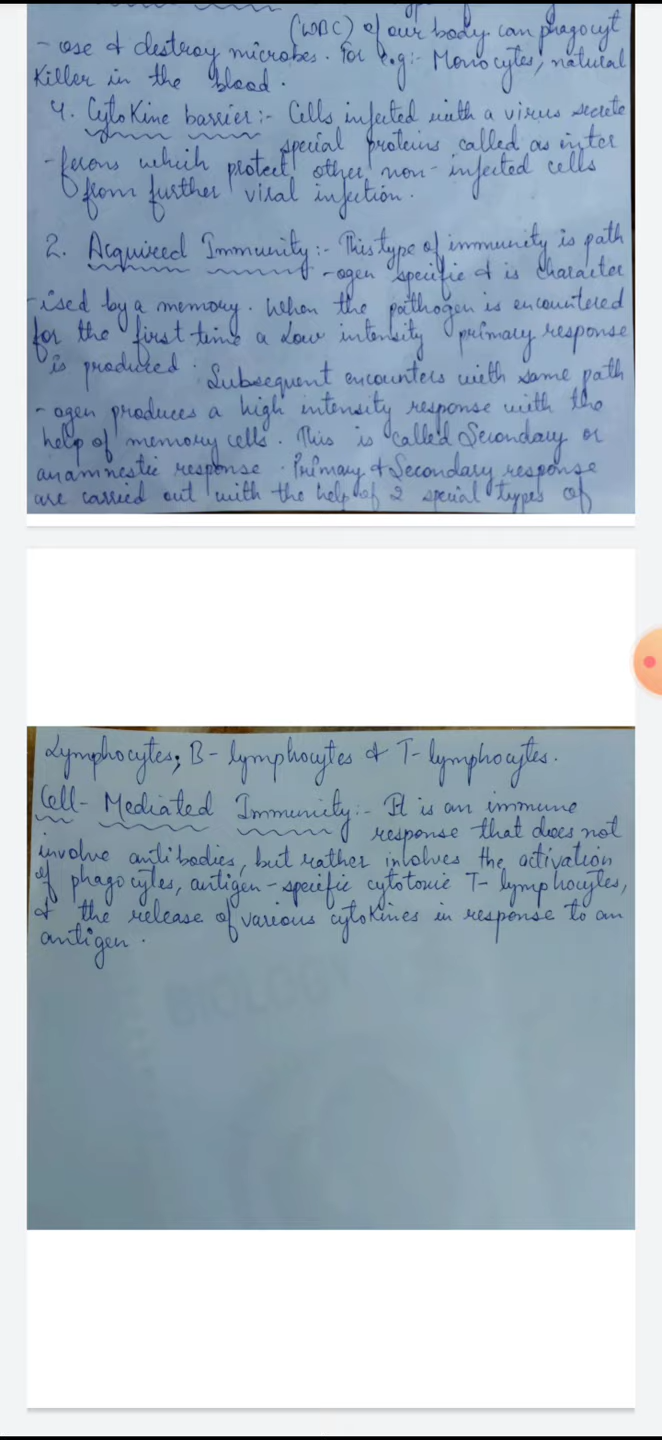 (WBC) of our body can phagocyt
- ose & destroy microbes. For e.g:- Monocytes, natural
Killer in the blood.
4. Cytokine barrier:- Cells infected with a virus secrete
special proteins called as inter
- ferons which protect other non-infected cells
from further viral infection.
2. Acquired Immunity:- This type of immunity is path
-ogen specific & is character
-ised by a memory. When the pathogen is encountered
for the first time a low intensity primary response
is produced. Subsequent encounters with same path
- ogen produces a high intensity response with the
help of memory cells. This is called Secondary or
anamnestic response. Primary & Secondary response
are carried out with the help of 2 special types of
Lymphocytes; B-lymphocytes & T-lymphocytes.
Cell-Mediated Immunity:- It is an immune
response that does not
involve antibodies, but rather involves the activation
of phagocytes, antigen-specific cytotoxic T-lymphocytes,
& the release of various cytokines in response to an
antigen.
BIOLOGY